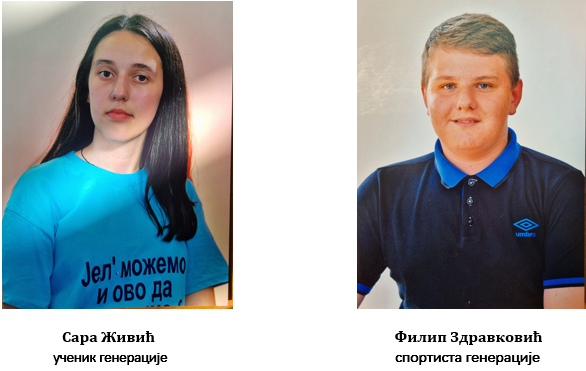 Јел' можемо
и ово да
umbro
Сара Живић
ученик генерације
Филип Здравковић
спортиста генерације